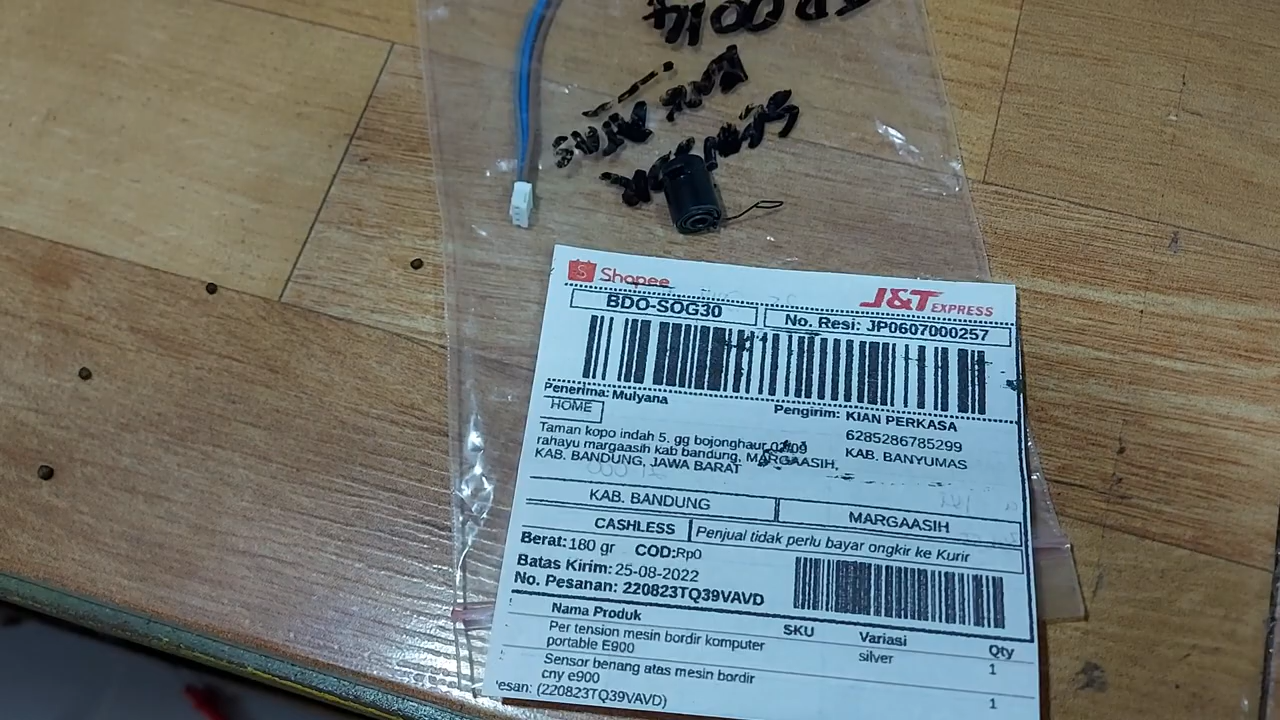 Shopee
J&T EXPRESS
BDO-SOG30
No. Resi: JP0607000257
Penerima: Mulyana
HOME
Pengirim: KIAN PERKASA
6285286785299
KAB. BANYUMAS
Taman kopo indah 5, gg bojonghaur 02/09
rahayu margaasih kab bandung, MARGAASIH,
KAB. BANDUNG, JAWA BARAT
KAB. BANDUNG
MARGAASIH
CASHLESS
Penjual tidak perlu bayar ongkir ke Kurir
Berat: 180 gr COD:Rp0
Batas Kirim: 25-08-2022
No. Pesanan: 220823TQ39VAVD
Nama Produk SKU Variasi Qty
Per tension mesin bordir komputer
portable E900
silver
1
Sensor benang atas mesin bordir
cny e900
1
esan: (220823TQ39VAVD)